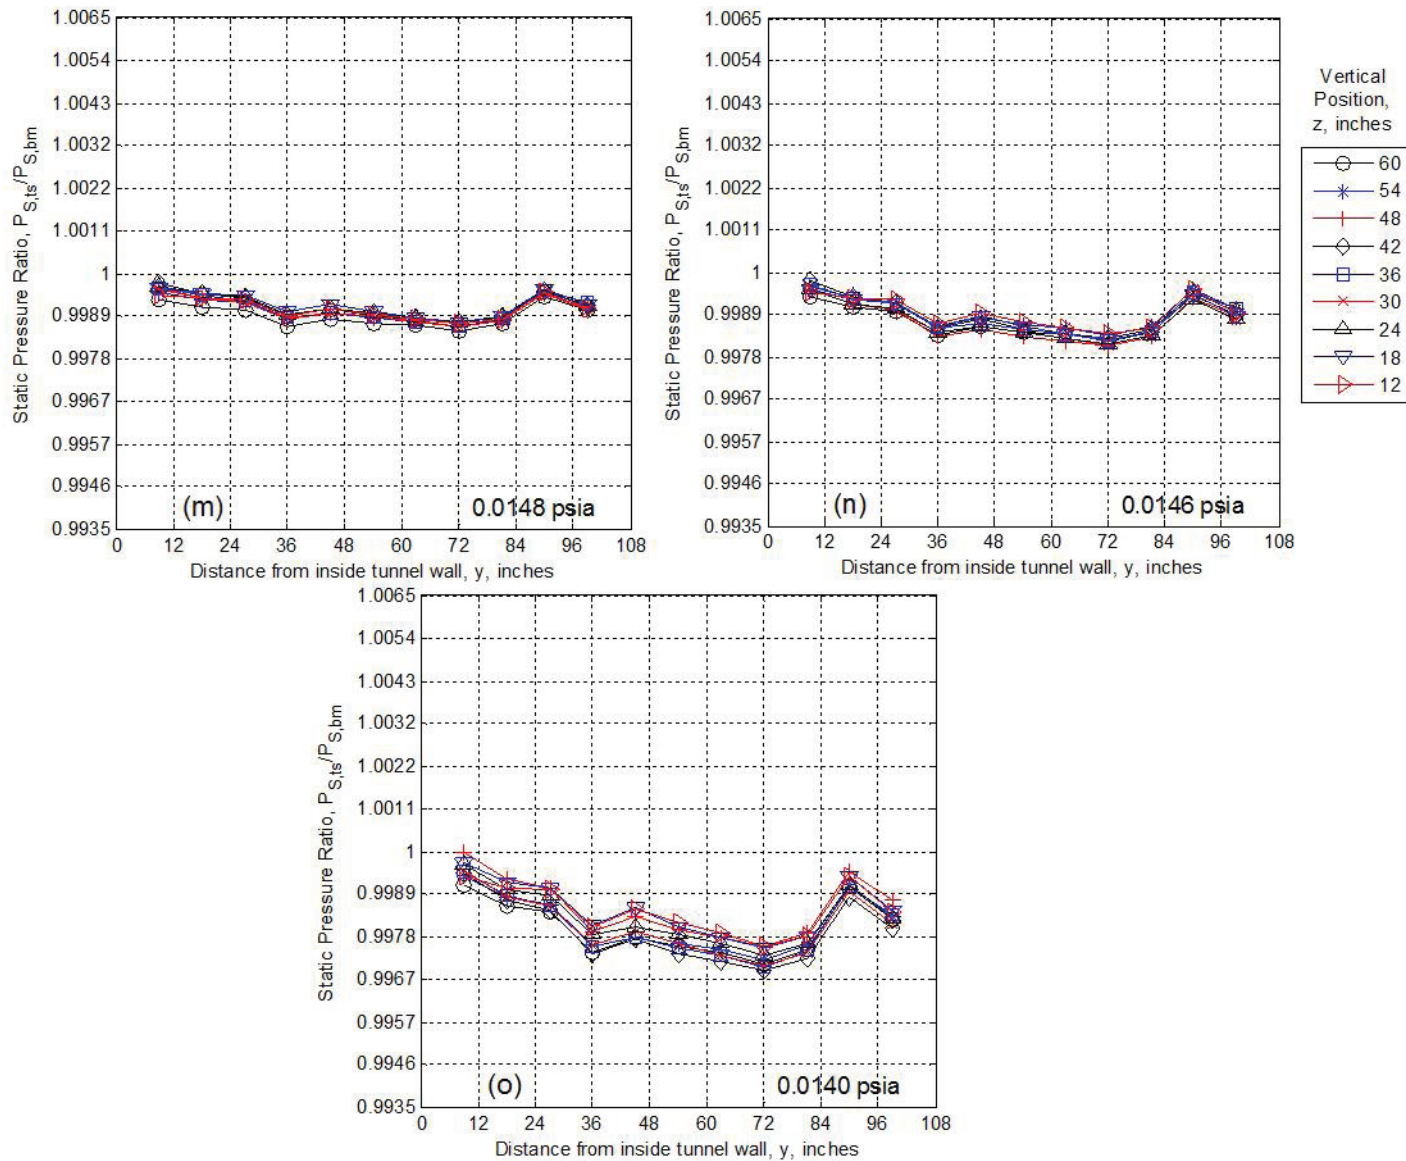 1.0065
1.0054
1.0043
1.0032
1.0022
1.0011
1
0.9989
0.9978
0.9967
0.9957
0.9946
0.9935
Static Pressure Ratio, P_S,ts/P_S,bm
(m)
0.0148 psia
0 12 24 36 48 60 72 84 96 108
Distance from inside tunnel wall, y, inches
1.0065
1.0054
1.0043
1.0032
1.0022
1.0011
1
0.9989
0.9978
0.9967
0.9957
0.9946
0.9935
Static Pressure Ratio, P_S,ts/P_S,bm
(n)
0.0146 psia
0 12 24 36 48 60 72 84 96 108
Distance from inside tunnel wall, y, inches
Vertical
Position,
z, inches
60
54
48
42
36
30
24
18
12
1.0065
1.0054
1.0043
1.0032
1.0022
1.0011
1
0.9989
0.9978
0.9967
0.9957
0.9946
0.9935
Static Pressure Ratio, P_S,ts/P_S,bm
(o)
0.0140 psia
0 12 24 36 48 60 72 84 96 108
Distance from inside tunnel wall, y, inches